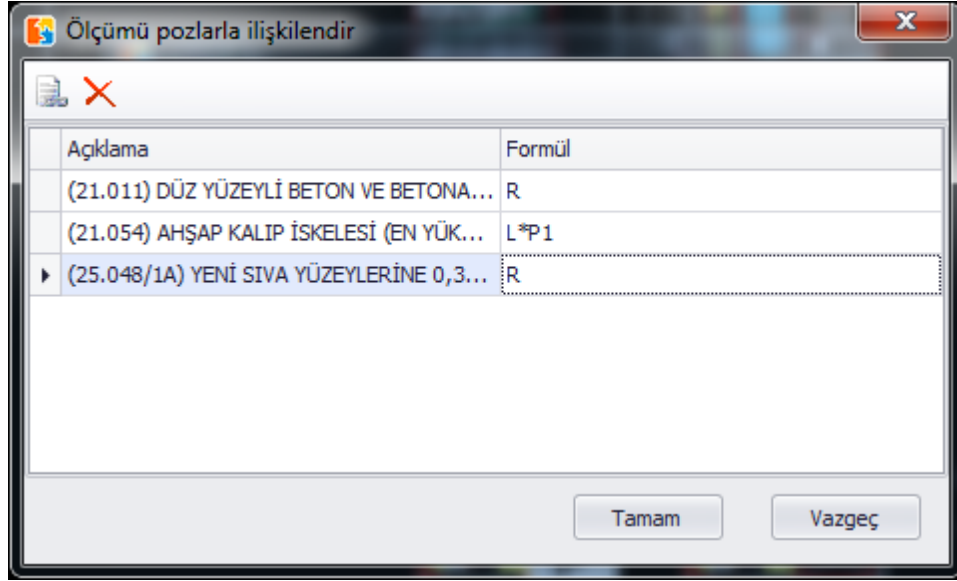 Ölçümü pozlarla ilişkilendir
Açıklama Formül
(21.011) DÜZ YÜZEYLİ BETON VE BETONA... R
(21.054) AHŞAP KALIP İSKELESİ (EN YÜK... L*P1
(25.048/1A) YENİ SIVA YÜZEYLERİNE 0,3... R
Tamam Vazgeç